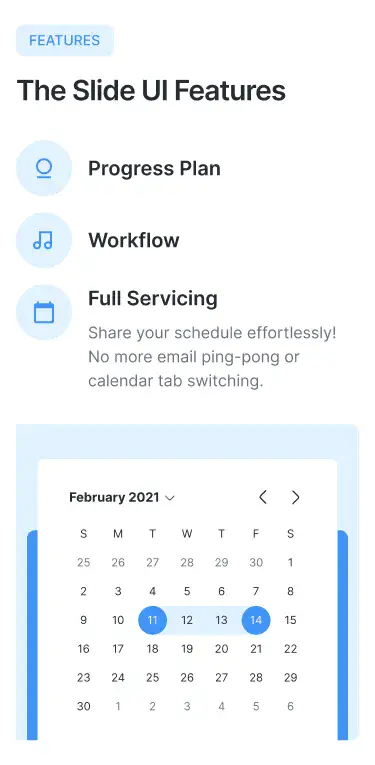 FEATURES
The Slide UI Features
Progress Plan
Workflow
Full Servicing
Share your schedule effortlessly!
No more email ping-pong or
calendar tab switching.
February 2021
S M T W T F S
25 26 27 28 29 30 1
2 3 4 5 6 7 8
9 10 11 12 13 14 15
16 17 18 19 20 21 22
23 24 25 26 27 28 29
30 1 2 3 4 5 6